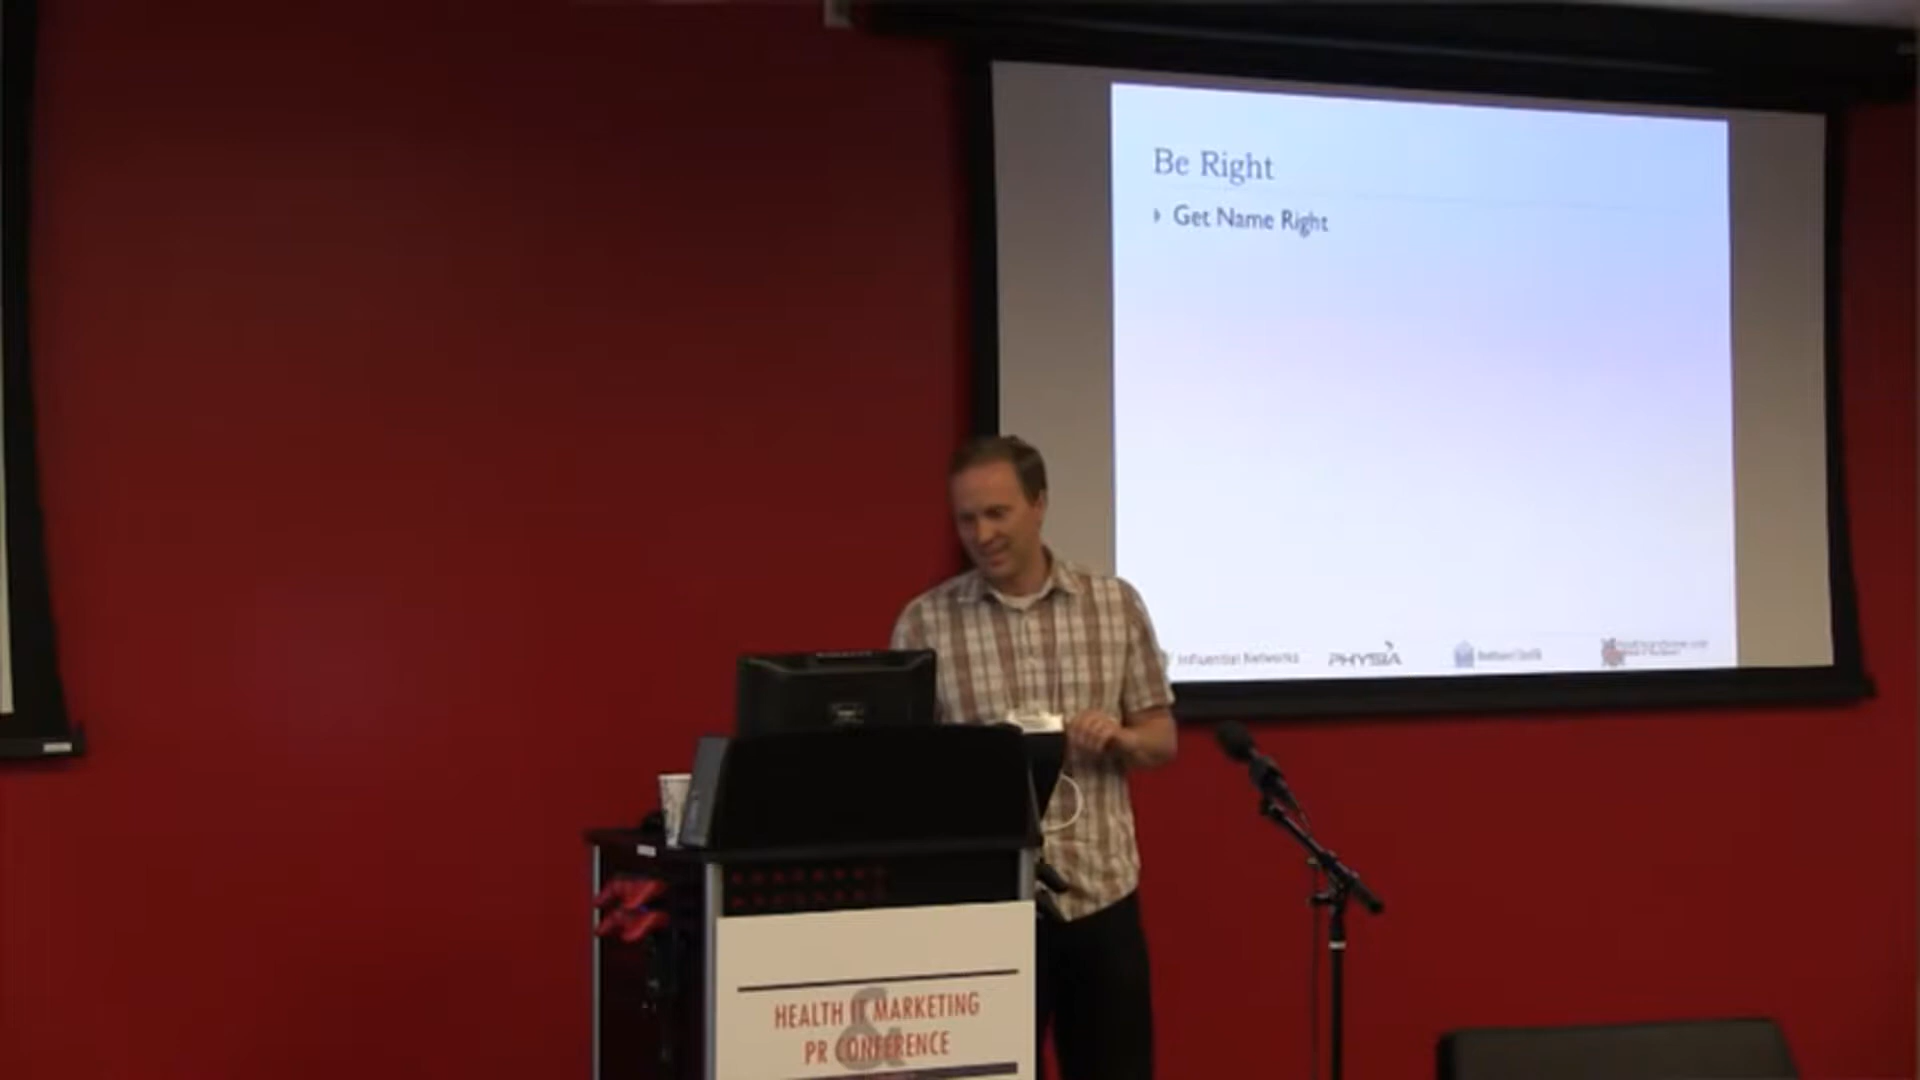 Be Right
Get Name Right
Influential Networks
PHYSIA
HEALTH IT MARKETING
&
PR CONFERENCE